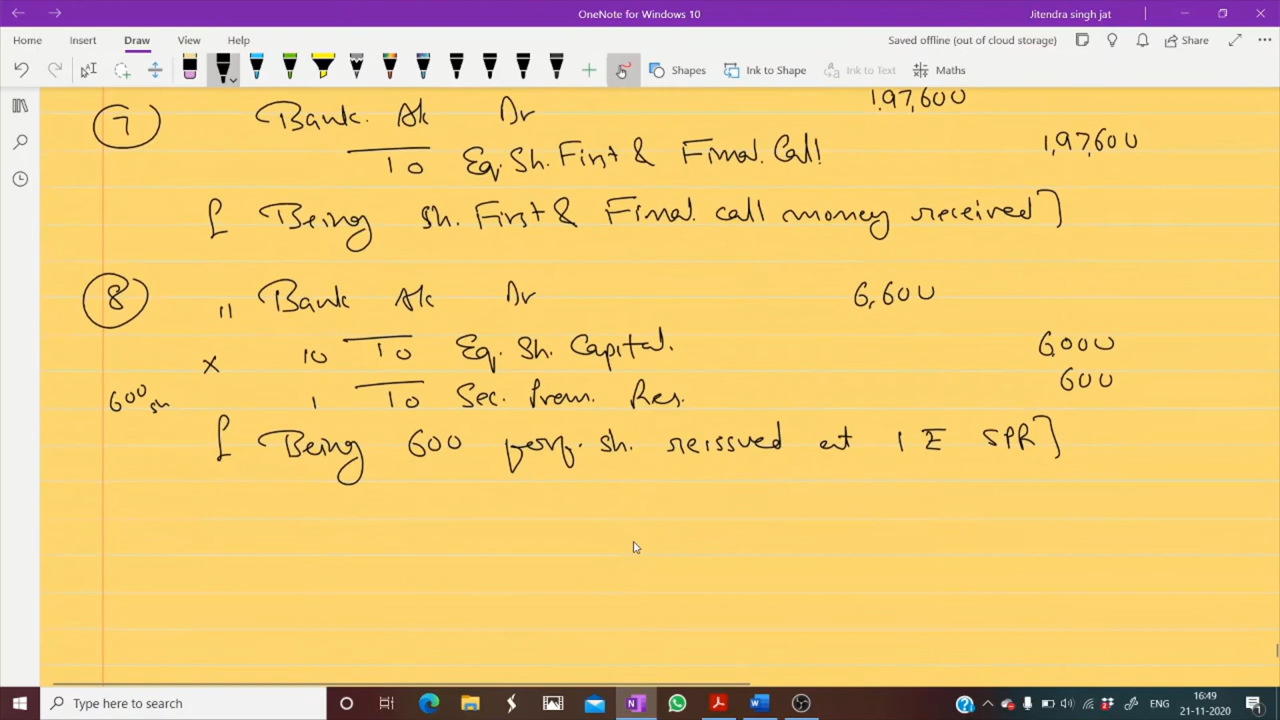 OneNote for Windows 10
Jitendra singh jat
Home Insert Draw View Help
Saved offline (out of cloud storage)
Share
Shapes
Ink to Shape
Ink to Text
Maths
7 Bank. A/c Dr 1,97,600
To Eq. Sh. First & Final. Call 1,97,600
[ Being sh. First & Final. call money received ]
8 11 Bank A/c Dr 6,600
x 10 To Eq. Sh. Capital. 6,000
600 sh 1 To Sec. Prem. Res. 600
[ Being 600 forf. sh. reissued at 1 Σ SPR ]
Type here to search
ENG
16:49
21-11-2020